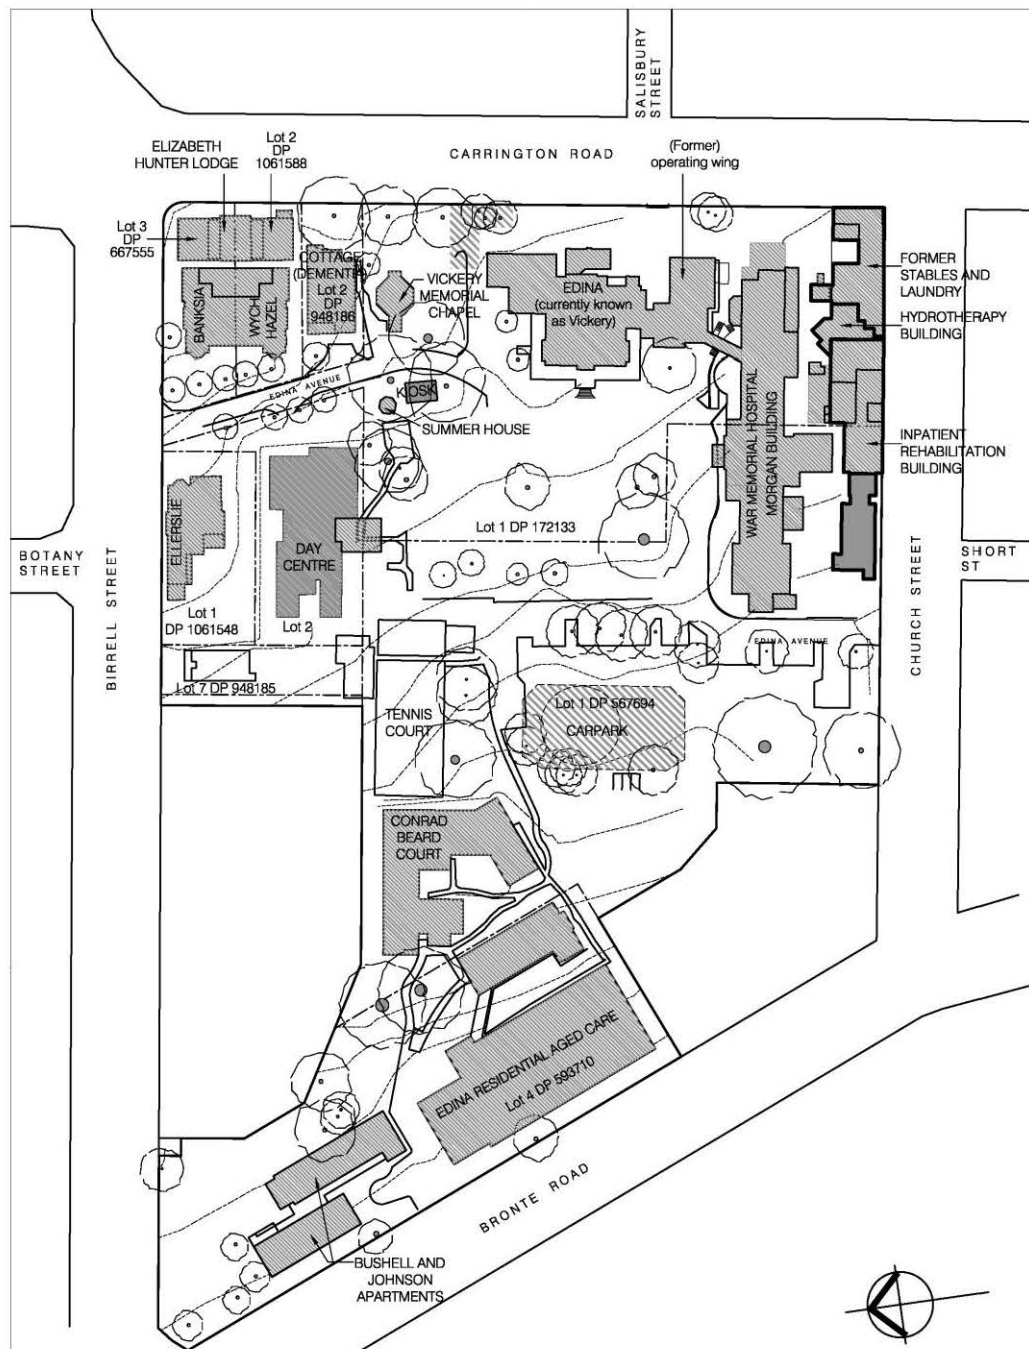 SALISBURY
STREET
CARRINGTON ROAD
ELIZABETH
HUNTER LODGE
Lot 2
DP
1061588
(Former)
operating wing
Lot 3
DP
667555
COTTAGE
(DEMENTIA)
Lot 2
DP
948186
VICKERY
MEMORIAL
CHAPEL
EDINA
(currently known
as Vickery)
FORMER
STABLES AND
LAUNDRY
HYDROTHERAPY
BUILDING
BANKSIA
WYCH
HAZEL
EDINA AVENUE
KIOSK
SUMMER HOUSE
WAR MEMORIAL HOSPITAL
MORGAN BUILDING
INPATIENT
REHABILITATION
BUILDING
ELLERSLIE
DAY
CENTRE
Lot 1 DP 172133
BOTANY
STREET
BIRRELL STREET
SHORT
ST
CHURCH STREET
Lot 1
DP 1061548
Lot 2
EDINA AVENUE
Lot 7 DP 948185
TENNIS
COURT
Lot 1 DP 567694
CARPARK
CONRAD
BEARD
COURT
EDINA RESIDENTIAL AGED CARE
Lot 4 DP 593710
BRONTE ROAD
BUSHELL AND
JOHNSON
APARTMENTS